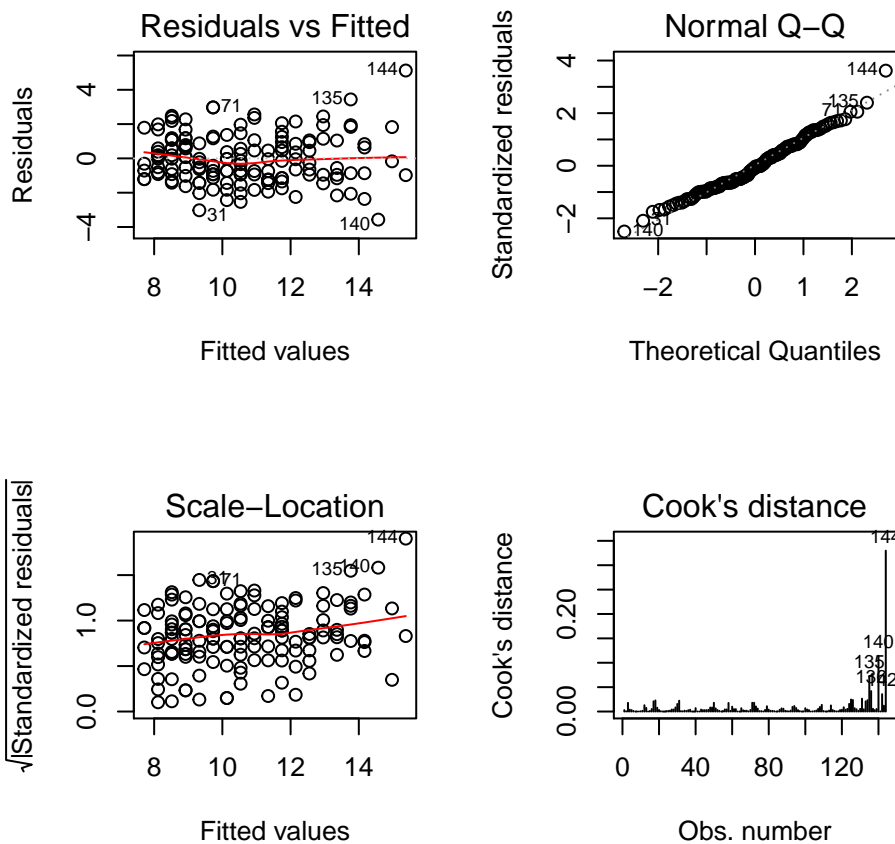 Residuals vs Fitted
Residuals
4
0
−4
144
135
71
31
140
8 10 12 14
Fitted values
Normal Q−Q
Standardized residuals
4
2
0
−2
144
135
71
31
140
−2 0 1 2
Theoretical Quantiles
Scale−Location
√|Standardized residuals|
1.0
0.0
144
135 140
31
71
8 10 12 14
Fitted values
Cook's distance
Cook's distance
0.20
0.00
144
140
135
0 40 80 120
Obs. number